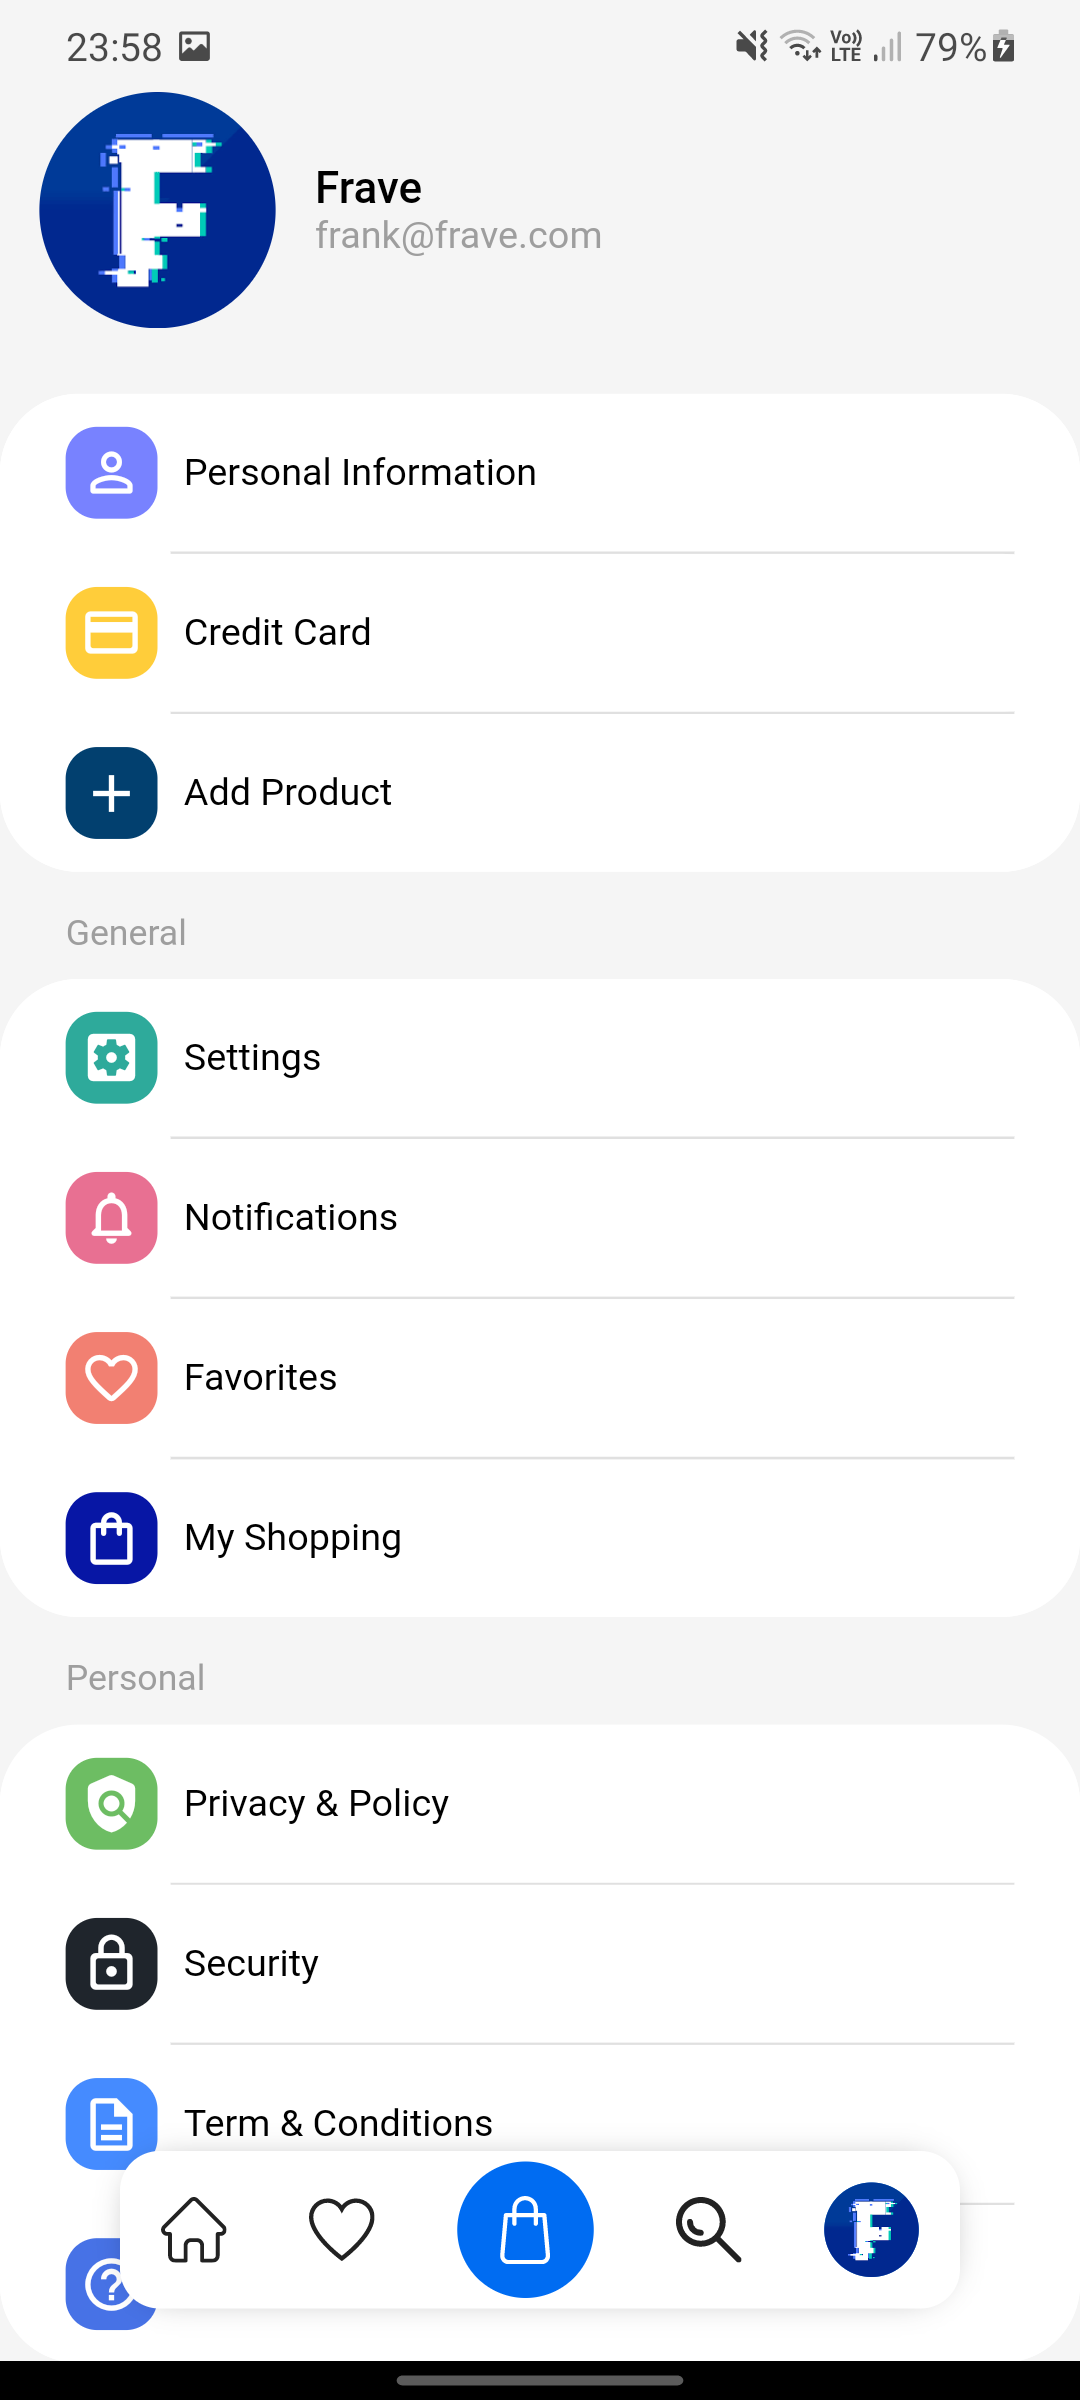 23:58
Vo)) LTE 79%
F
Frave
frank@frave.com
Personal Information
Credit Card
Add Product
General
Settings
Notifications
Favorites
My Shopping
Personal
Privacy & Policy
Security
Term & Conditions
F